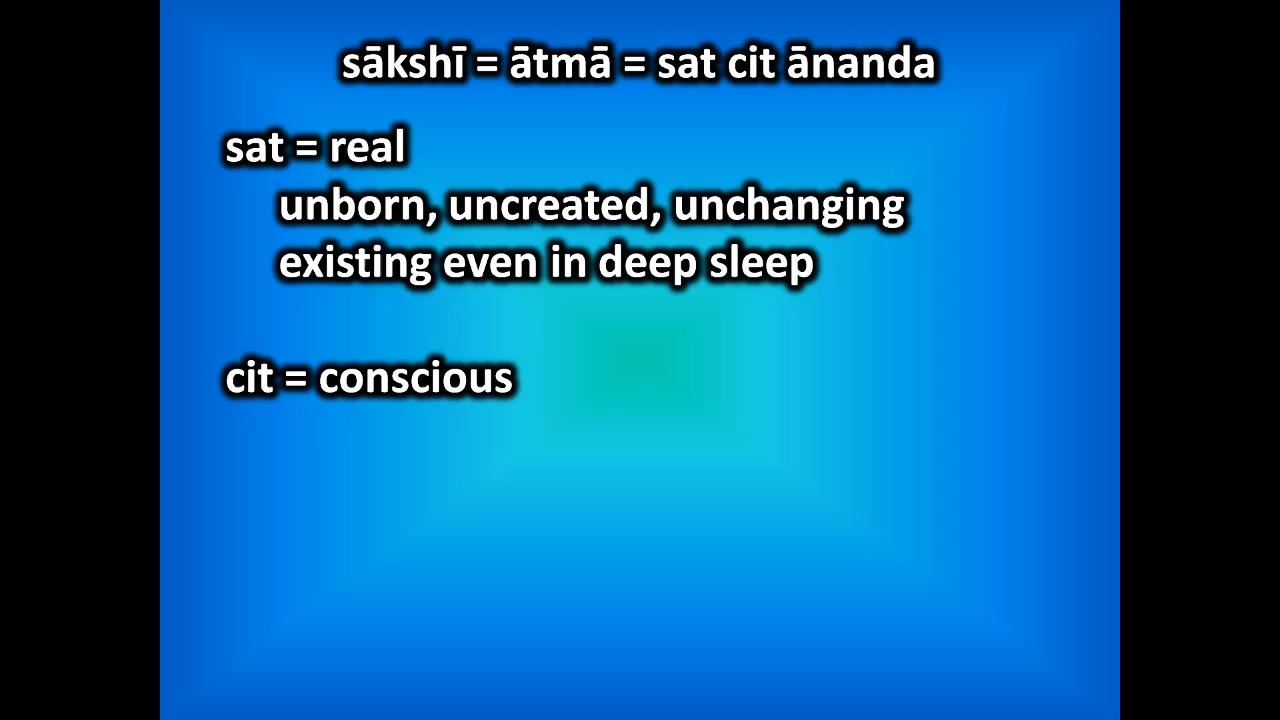 sākshī = ātmā = sat cit ānanda
sat = real
unborn, uncreated, unchanging
existing even in deep sleep
cit = conscious